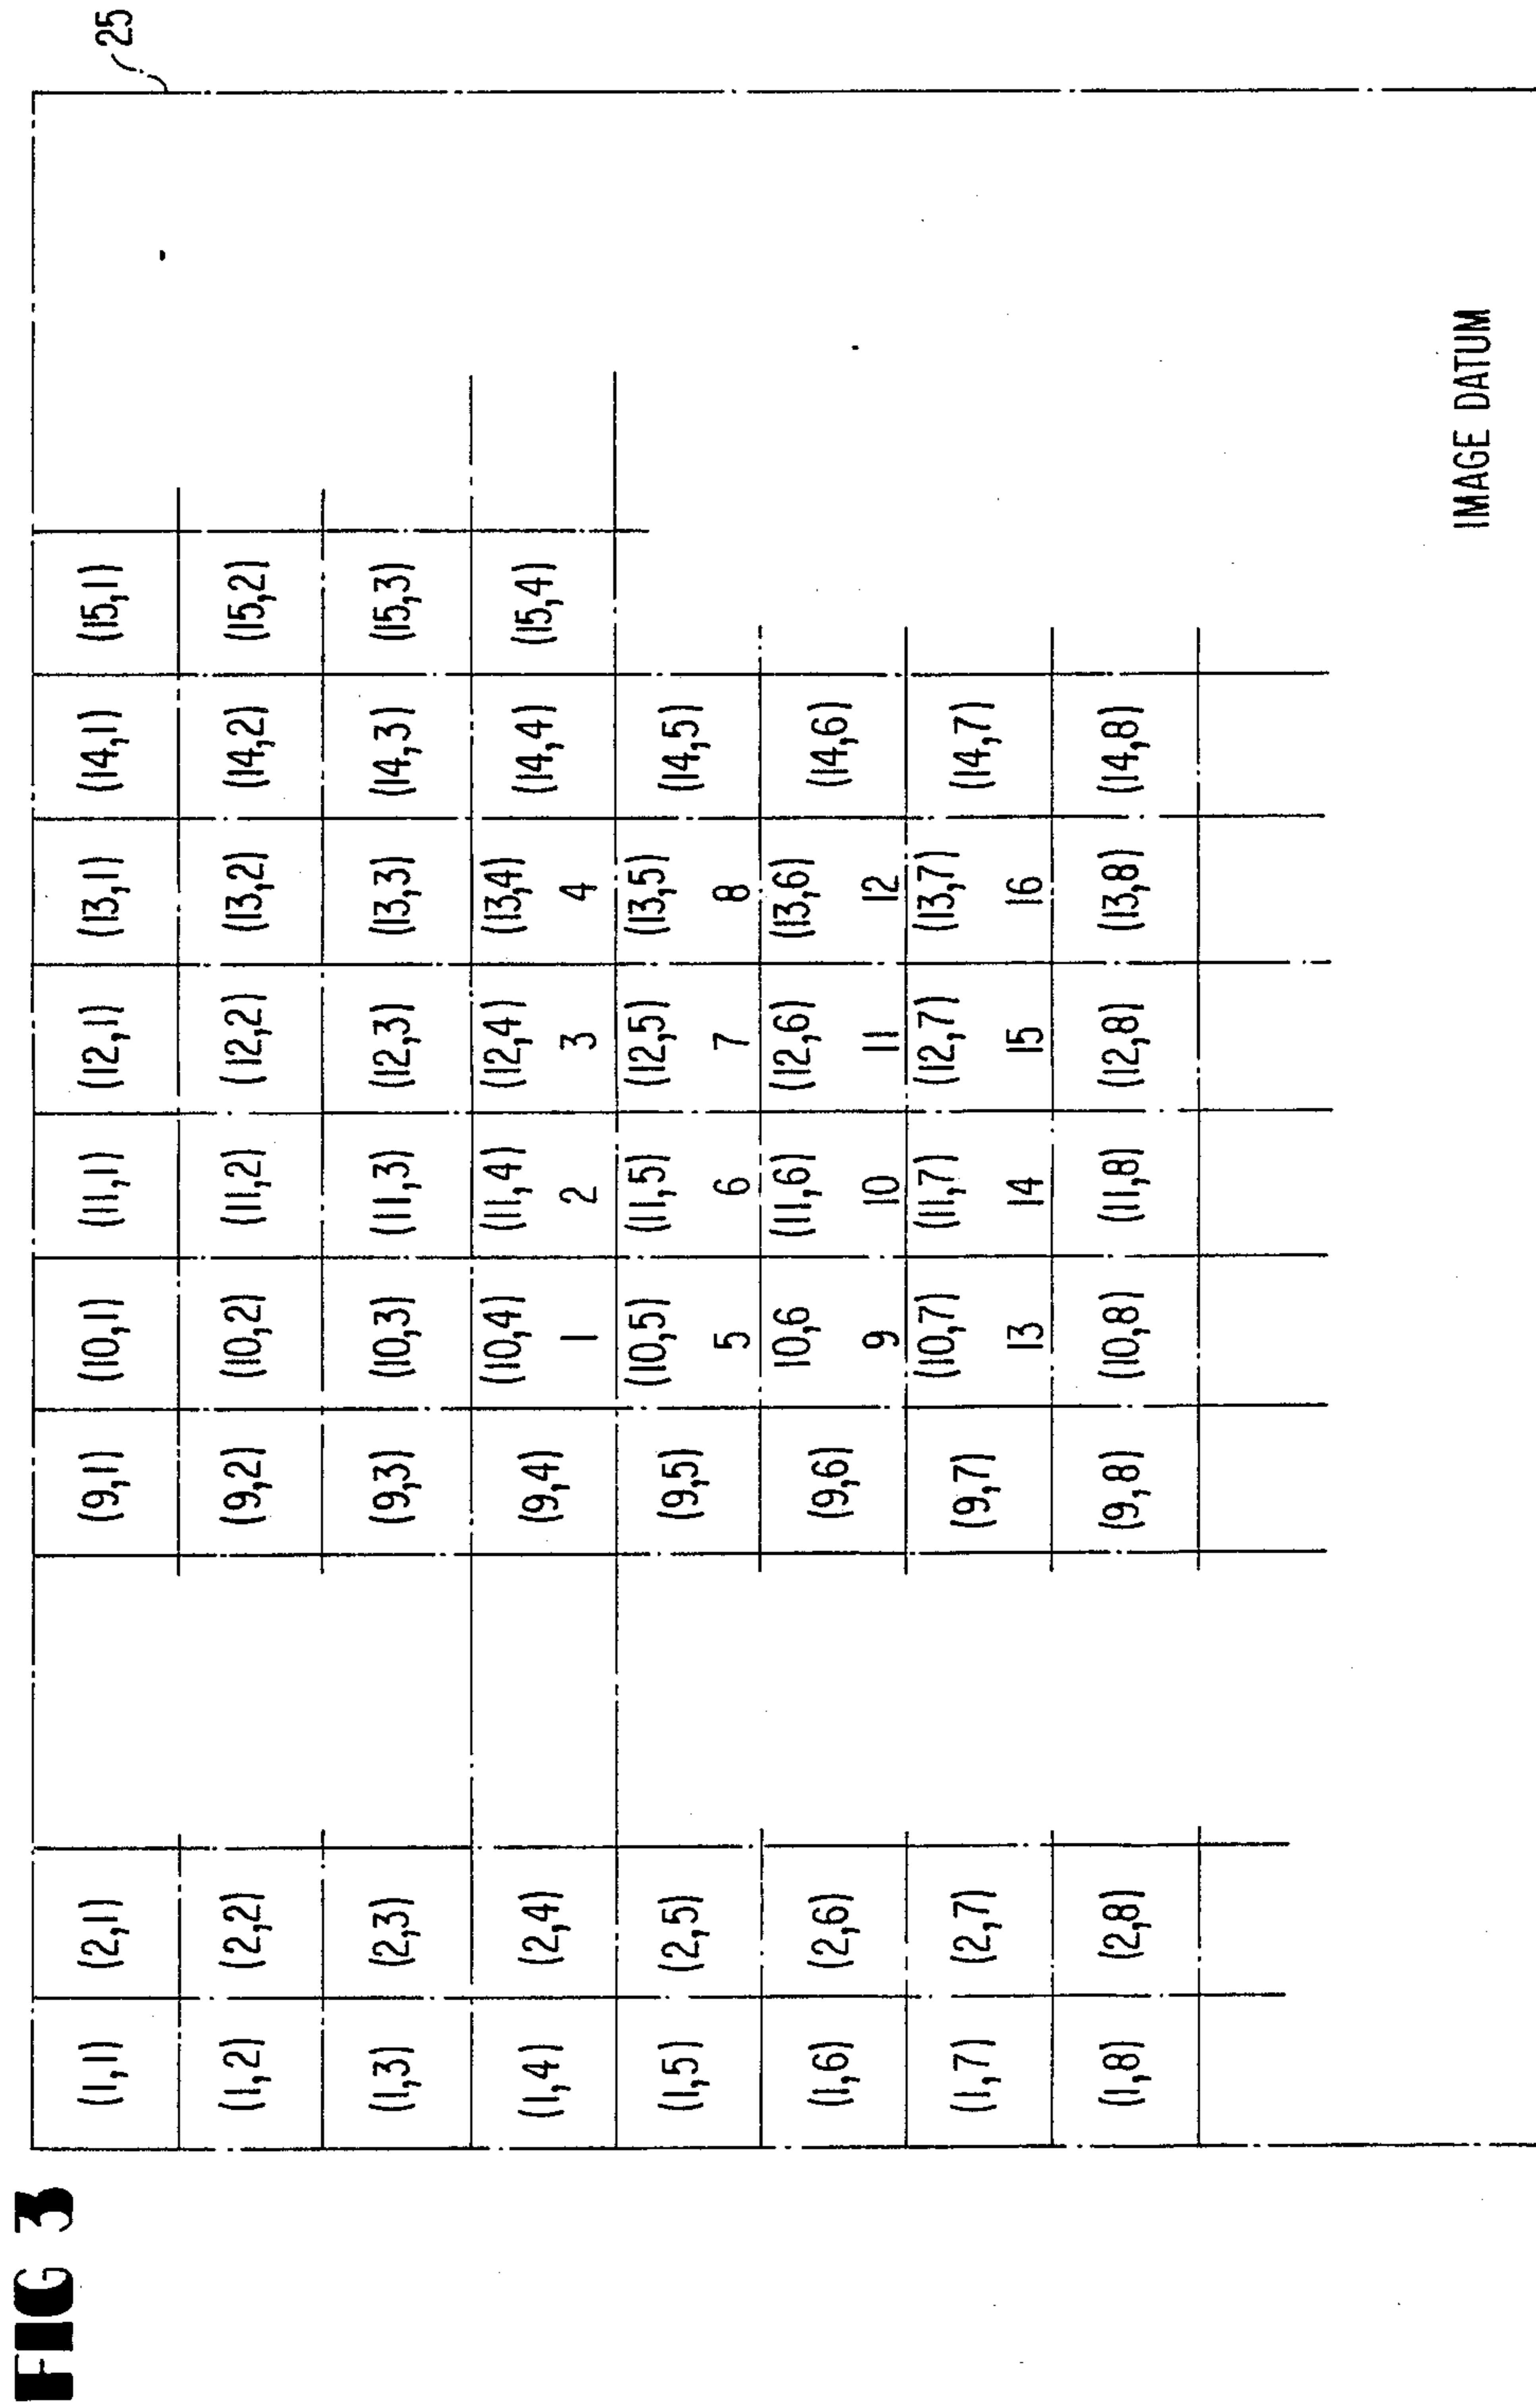 FIG 3
25
(1,1) (2,1) (9,1) (10,1) (11,1) (12,1) (13,1) (14,1) (15,1)
(1,2) (2,2) (9,2) (10,2) (11,2) (12,2) (13,2) (14,2) (15,2)
(1,3) (2,3) (9,3) (10,3) (11,3) (12,3) (13,3) (14,3) (15,3)
(1,4) (2,4) (9,4) (10,4) (11,4) (12,4) (13,4) (14,4) (15,4)
1 2 3 4
(1,5) (2,5) (9,5) (10,5) (11,5) (12,5) (13,5) (14,5)
5 6 7 8
(1,6) (2,6) (9,6) 10,6 (11,6) (12,6) (13,6) (14,6)
9 10 11 12
(1,7) (2,7) (9,7) (10,7) (11,7) (12,7) (13,7) (14,7)
13 14 15 16
(1,8) (2,8) (9,8) (10,8) (11,8) (12,8) (13,8) (14,8)
IMAGE DATUM